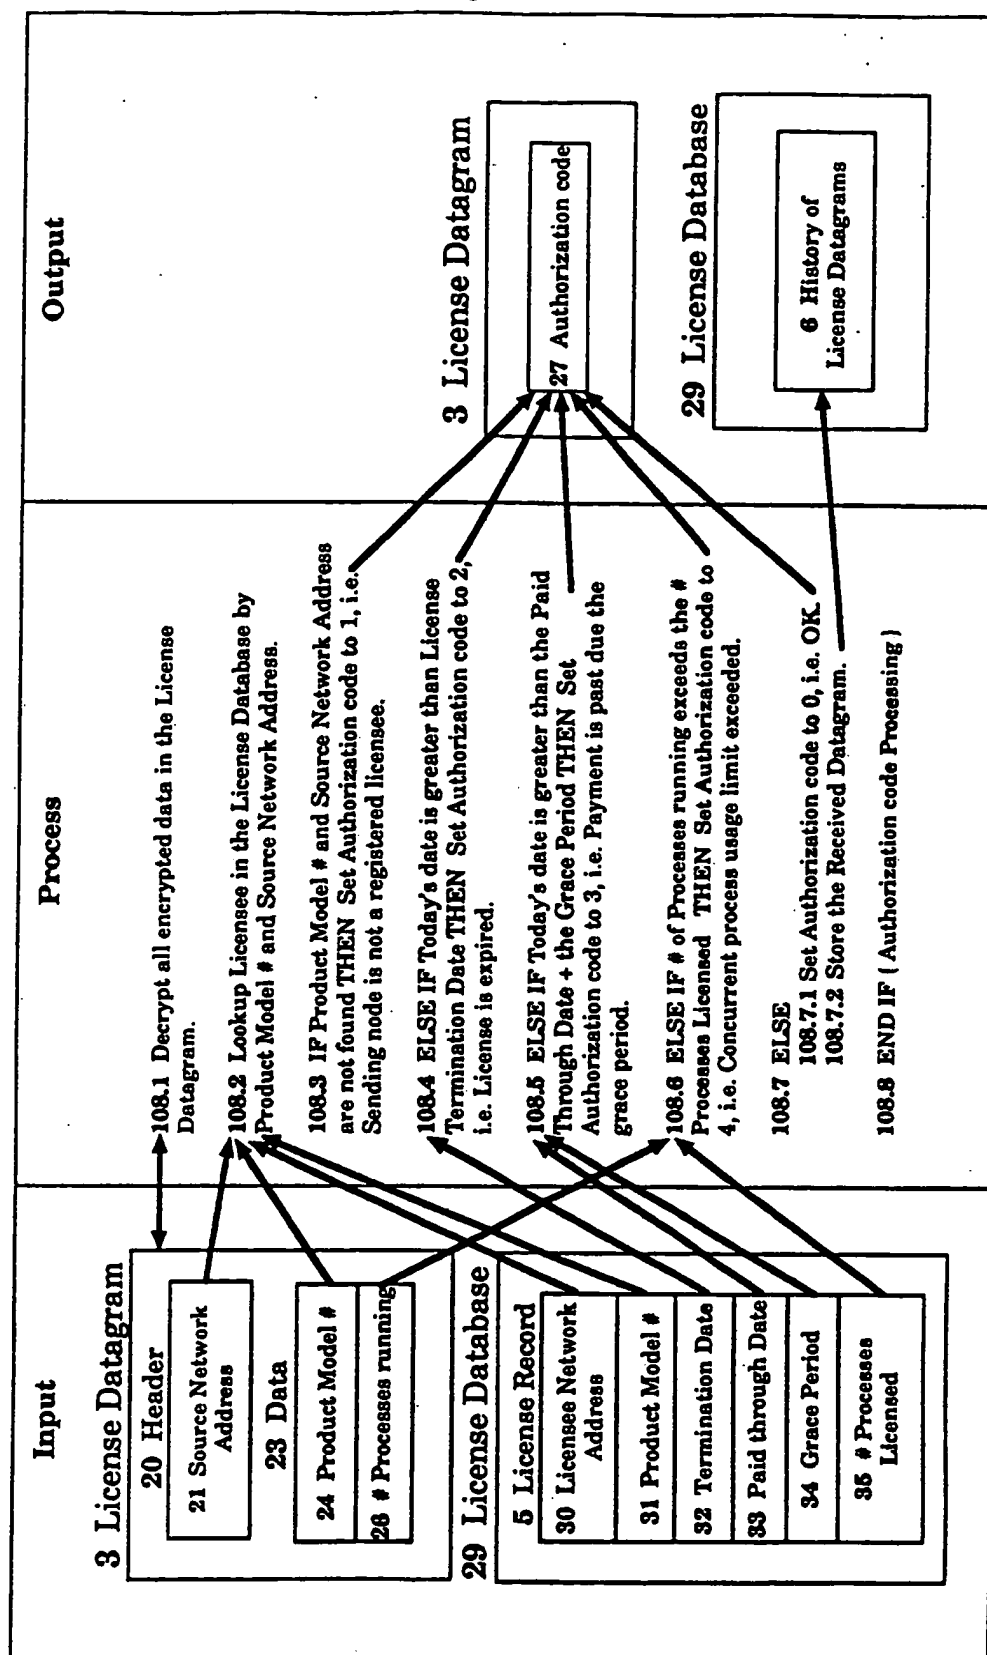 Input
3 License Datagram
20 Header
21 Source Network
Address
23 Data
24 Product Model #
26 # Processes running
29 License Database
5 License Record
30 Licensee Network
Address
31 Product Model #
32 Termination Date
33 Paid through Date
34 Grace Period
35 # Processes
Licensed
Process
108.1 Decrypt all encrypted data in the License
Datagram.
108.2 Lookup Licensee in the License Database by
Product Model # and Source Network Address.
108.3 IF Product Model # and Source Network Address
are not found THEN Set Authorization code to 1, i.e.
Sending node is not a registered licensee.
108.4 ELSE IF Today's date is greater than License
Termination Date THEN Set Authorization code to 2,
i.e. License is expired.
108.5 ELSE IF Today's date is greater than the Paid
Through Date + the Grace Period THEN Set
Authorization code to 3, i.e. Payment is past due the
grace period.
108.6 ELSE IF # of Processes running exceeds the #
Processes Licensed THEN Set Authorization code to
4, i.e. Concurrent process usage limit exceeded.
108.7 ELSE
108.7.1 Set Authorization code to 0, i.e. OK.
108.7.2 Store the Received Datagram.
108.8 END IF { Authorization code Processing }
Output
3 License Datagram
27 Authorization code
29 License Database
6 History of
License Datagrams